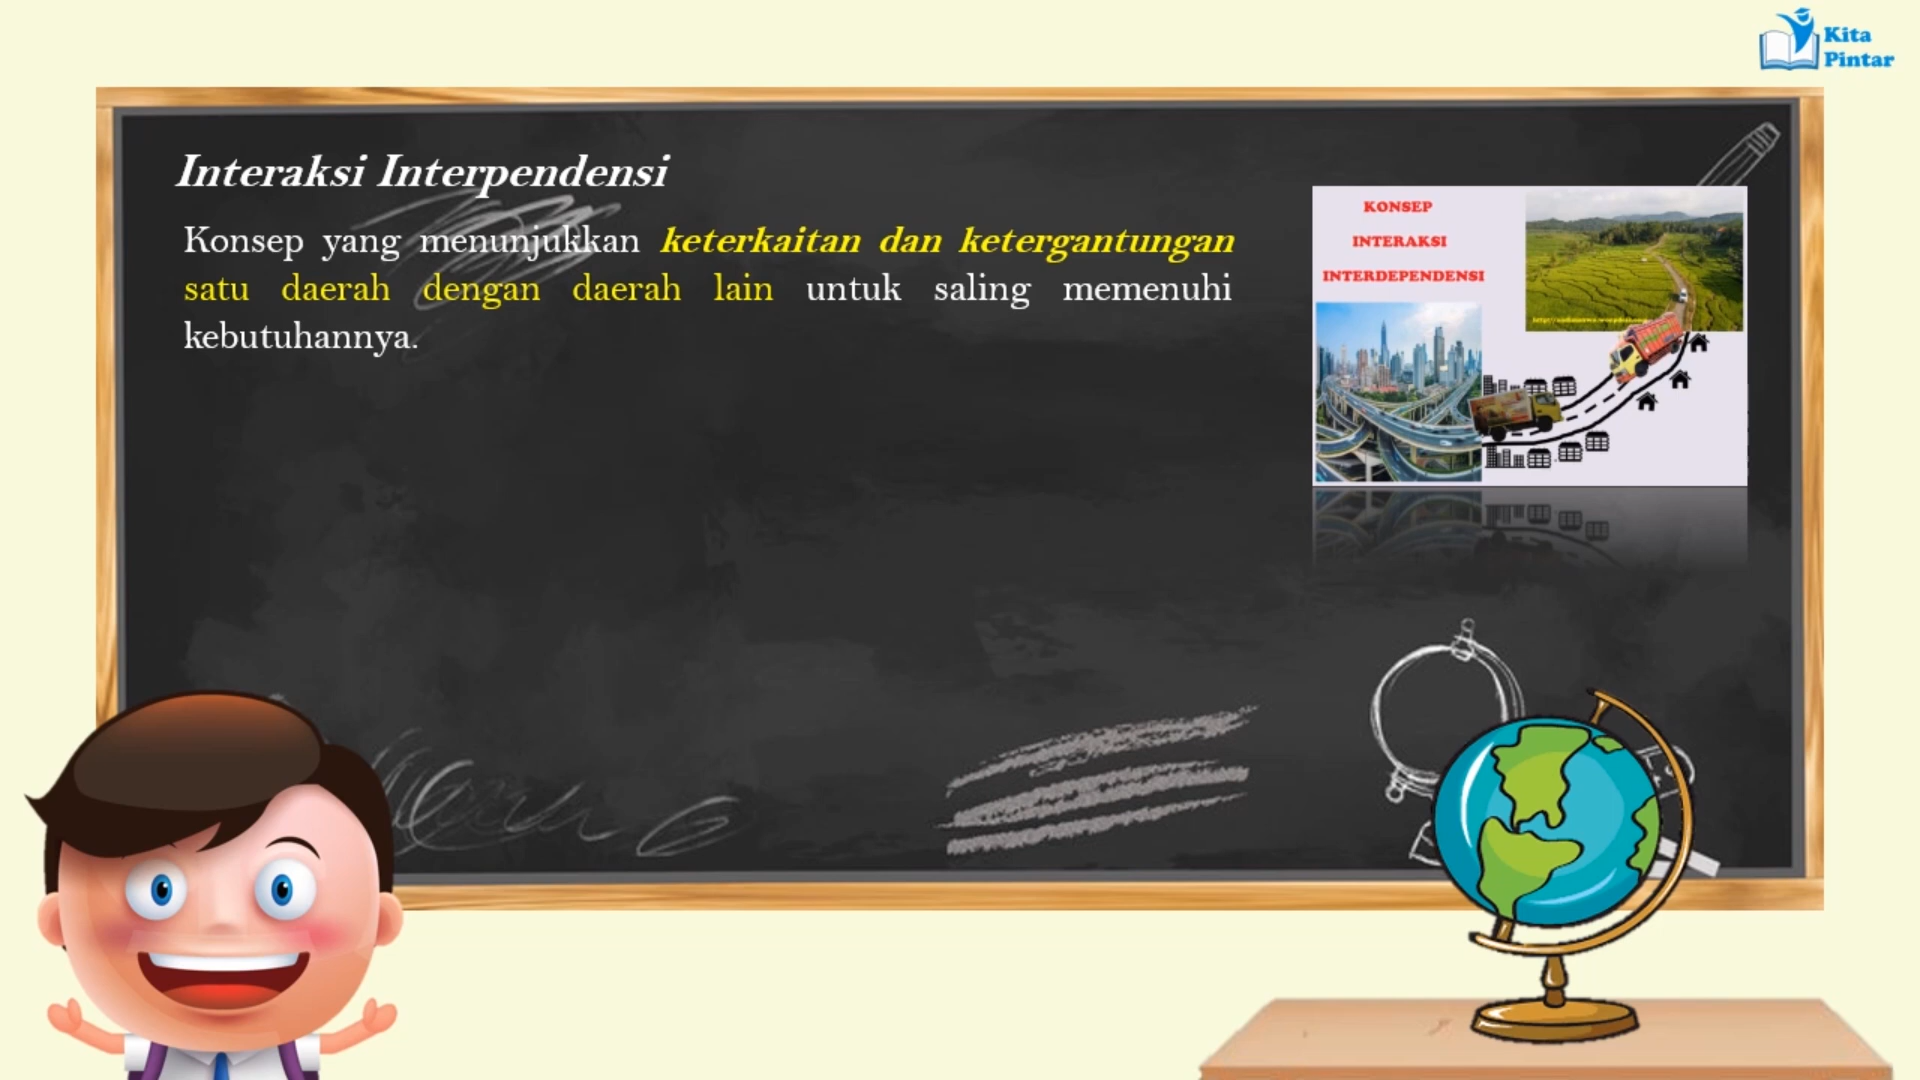 Kita
Pintar
Interaksi Interpendensi
Konsep yang menunjukkan keterkaitan dan ketergantungan
satu daerah dengan daerah lain untuk saling memenuhi
kebutuhannya.
KONSEP
INTERAKSI
INTERDEPENDENSI